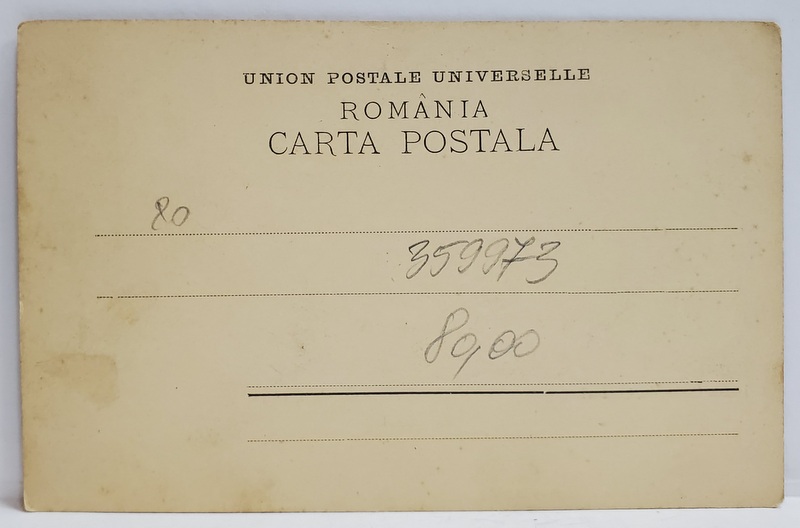 UNION POSTALE UNIVERSELLE
ROMÂNIA
CARTA POSTALA
80
359973
80,00